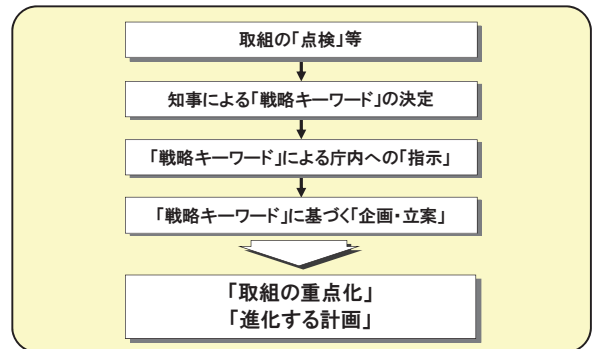 取組の「点検」等
知事による「戦略キーワード」の決定
「戦略キーワード」による庁内への「指示」
「戦略キーワード」に基づく「企画・立案」
「取組の重点化」
「進化する計画」